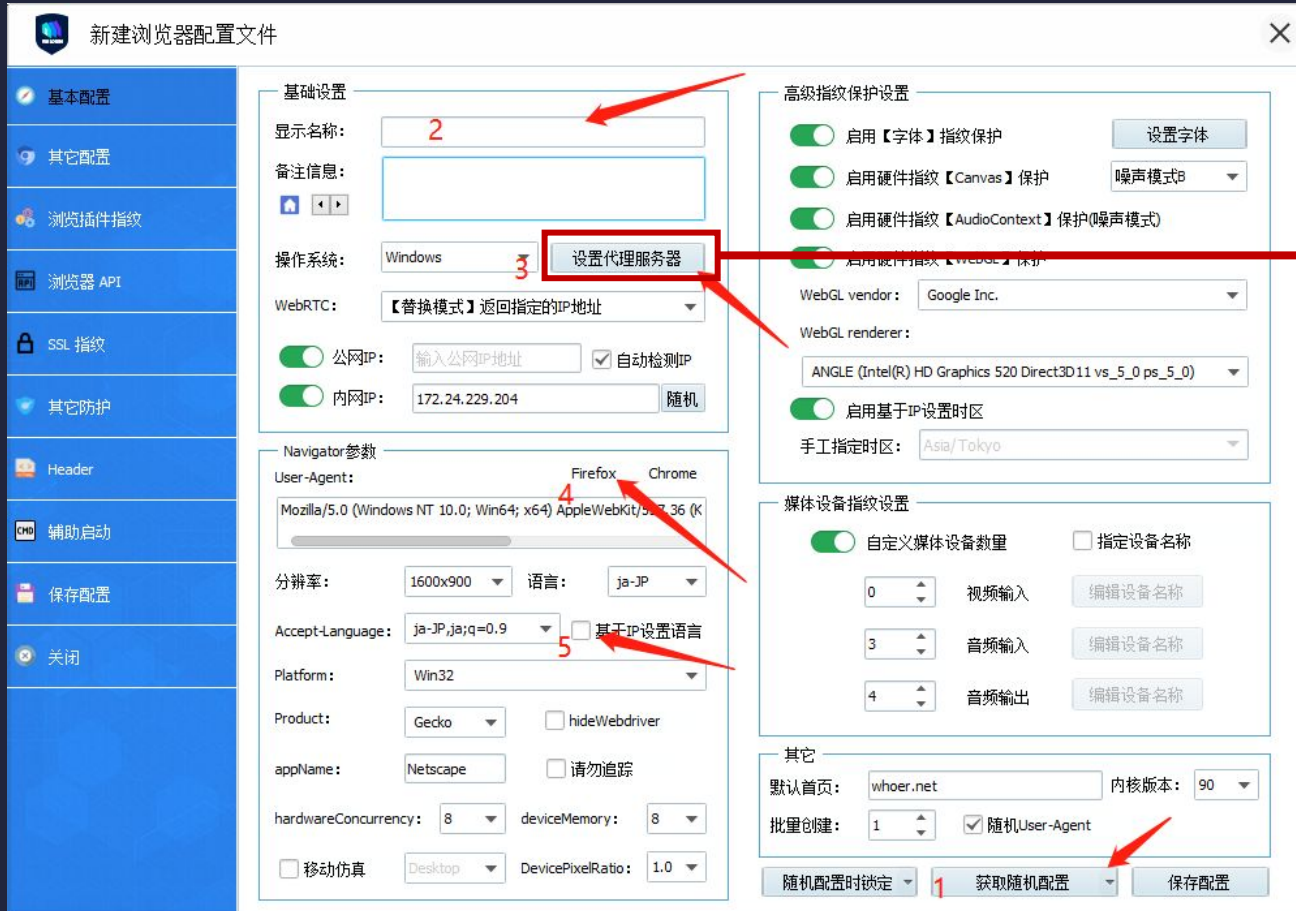 新建浏览器配置文件
基本配置
其它配置
浏览插件指纹
浏览器 API
SSL 指纹
其它防护
Header
CMD 辅助启动
保存配置
关闭
基础设置
显示名称: 2
备注信息:
操作系统: Windows 3 设置代理服务器
WebRTC: 【替换模式】返回指定的IP地址
公网IP: 输入公网IP地址 自动检测IP
内网IP: 172.24.229.204 随机
Navigator参数
User-Agent: Firefox Chrome
4
Mozilla/5.0 (Windows NT 10.0; Win64; x64) AppleWebKit/537.36 (K
分辨率: 1600x900 语言: ja-JP
Accept-Language: ja-JP,ja;q=0.9 基于IP设置语言
5
Platform: Win32
Product: Gecko hideWebdriver
appName: Netscape 请勿追踪
hardwareConcurrency: 8 deviceMemory: 8
移动仿真 Desktop DevicePixelRatio: 1.0
高级指纹保护设置
启用【字体】指纹保护 设置字体
启用硬件指纹【Canvas】保护 噪声模式B
启用硬件指纹【AudioContext】保护(噪声模式)
启用硬件指纹【WebGL】保护
WebGL vendor: Google Inc.
WebGL renderer:
ANGLE (Intel(R) HD Graphics 520 Direct3D11 vs_5_0 ps_5_0)
启用基于IP设置时区
手工指定时区: Asia/Tokyo
媒体设备指纹设置
自定义媒体设备数量 指定设备名称
0 视频输入 编辑设备名称
3 音频输入 编辑设备名称
4 音频输出 编辑设备名称
其它
默认首页: whoer.net 内核版本: 90
批量创建: 1 随机User-Agent
随机配置时锁定 1 获取随机配置 保存配置